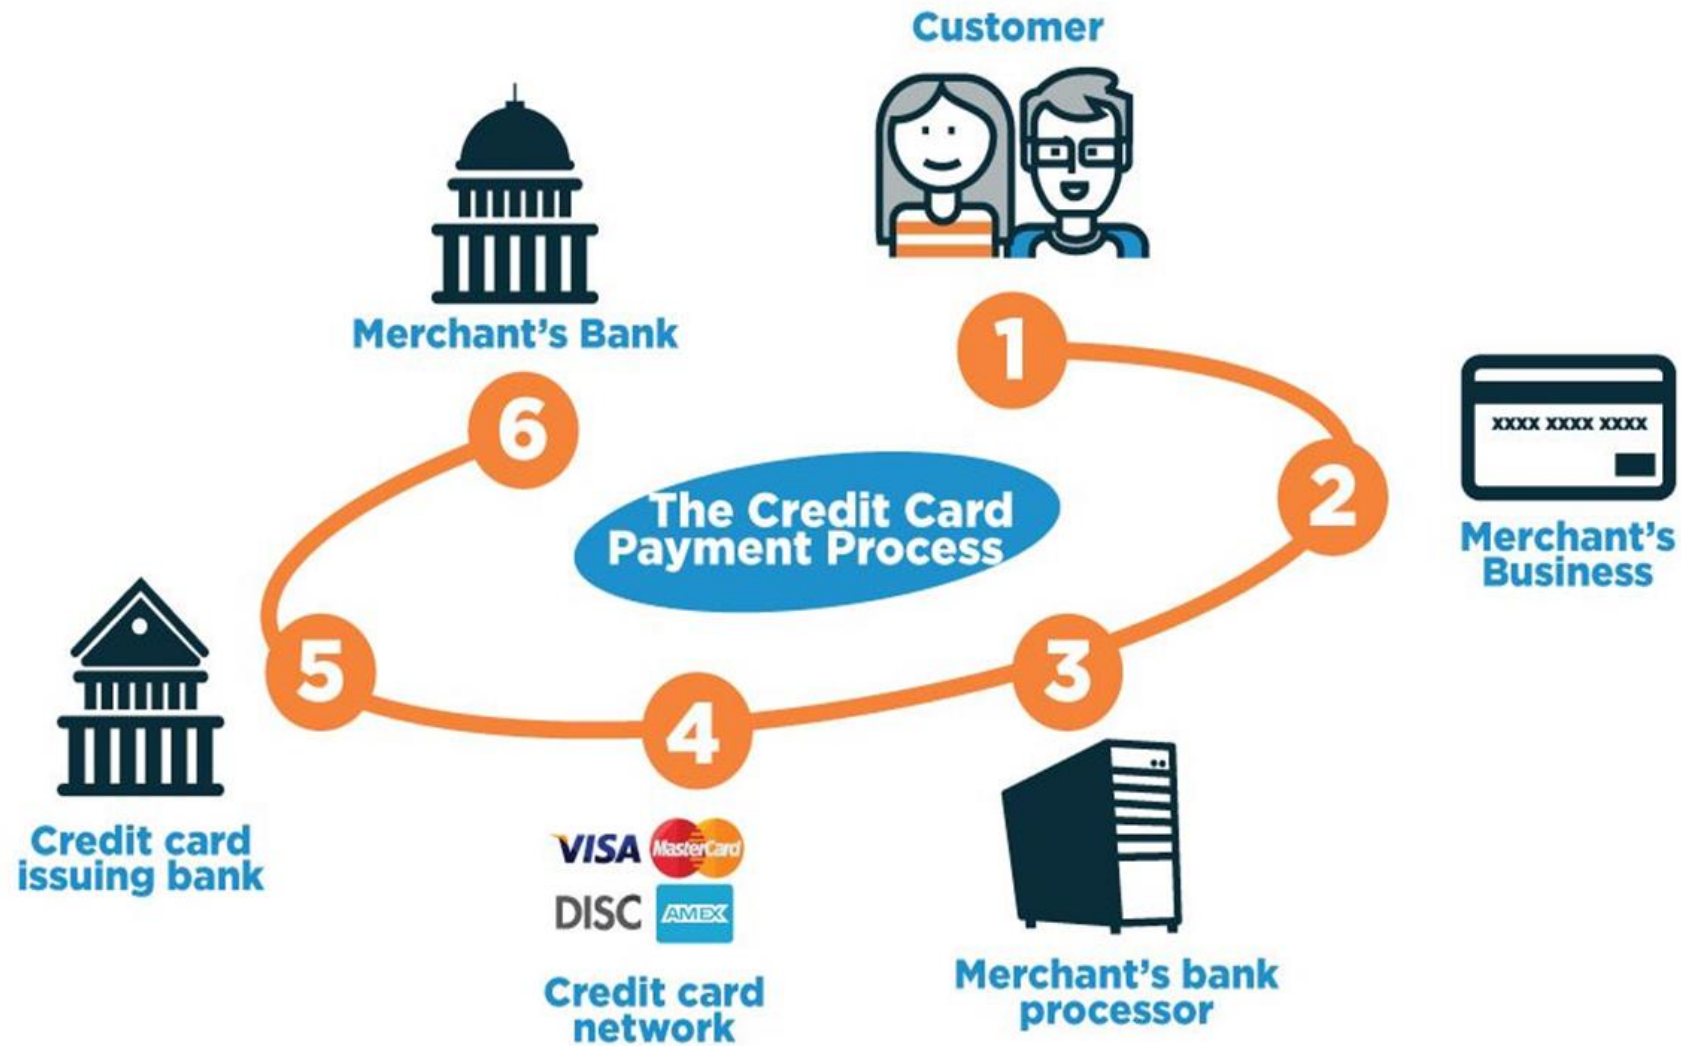 Customer
1
2
XXXX XXXX XXXX
Merchant's
Business
3
Merchant's bank
processor
4
VISA MasterCard
DISC AMEX
Credit card
network
5
Credit card
issuing bank
6
Merchant's Bank
The Credit Card
Payment Process